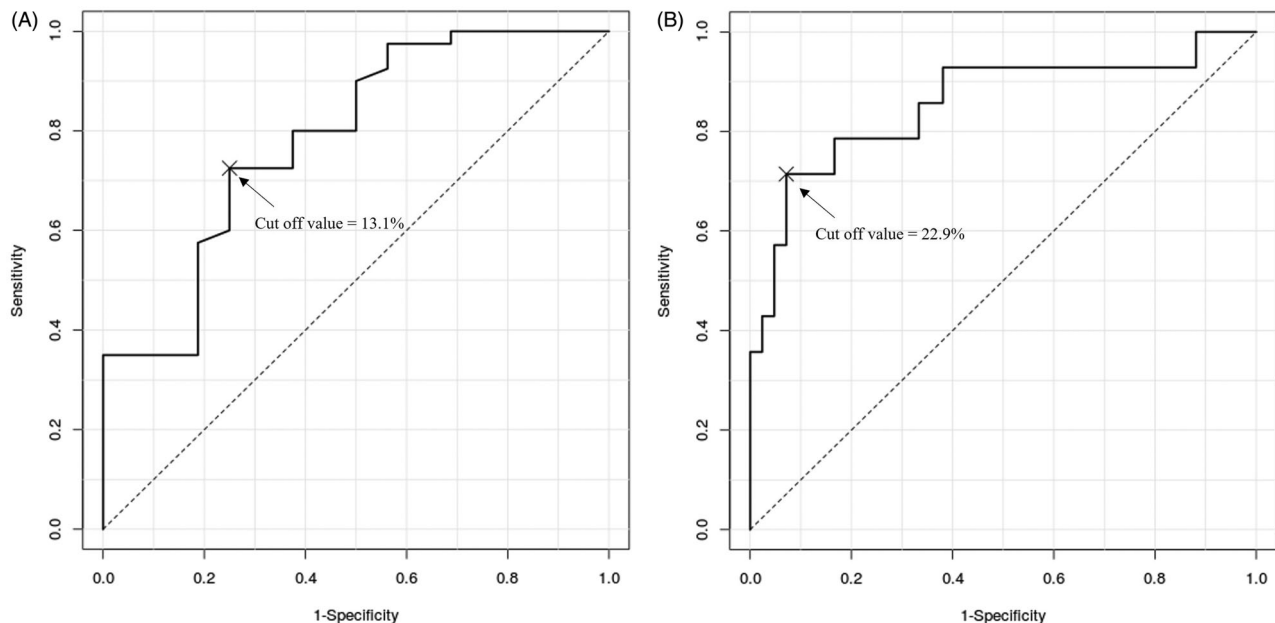 (A)
1.0
0.8
0.6
0.4
0.2
0.0
Sensitivity
Cut off value = 13.1%
0.0 0.2 0.4 0.6 0.8 1.0
1-Specificity
(B)
1.0
0.8
0.6
0.4
0.2
0.0
Sensitivity
Cut off value = 22.9%
0.0 0.2 0.4 0.6 0.8 1.0
1-Specificity